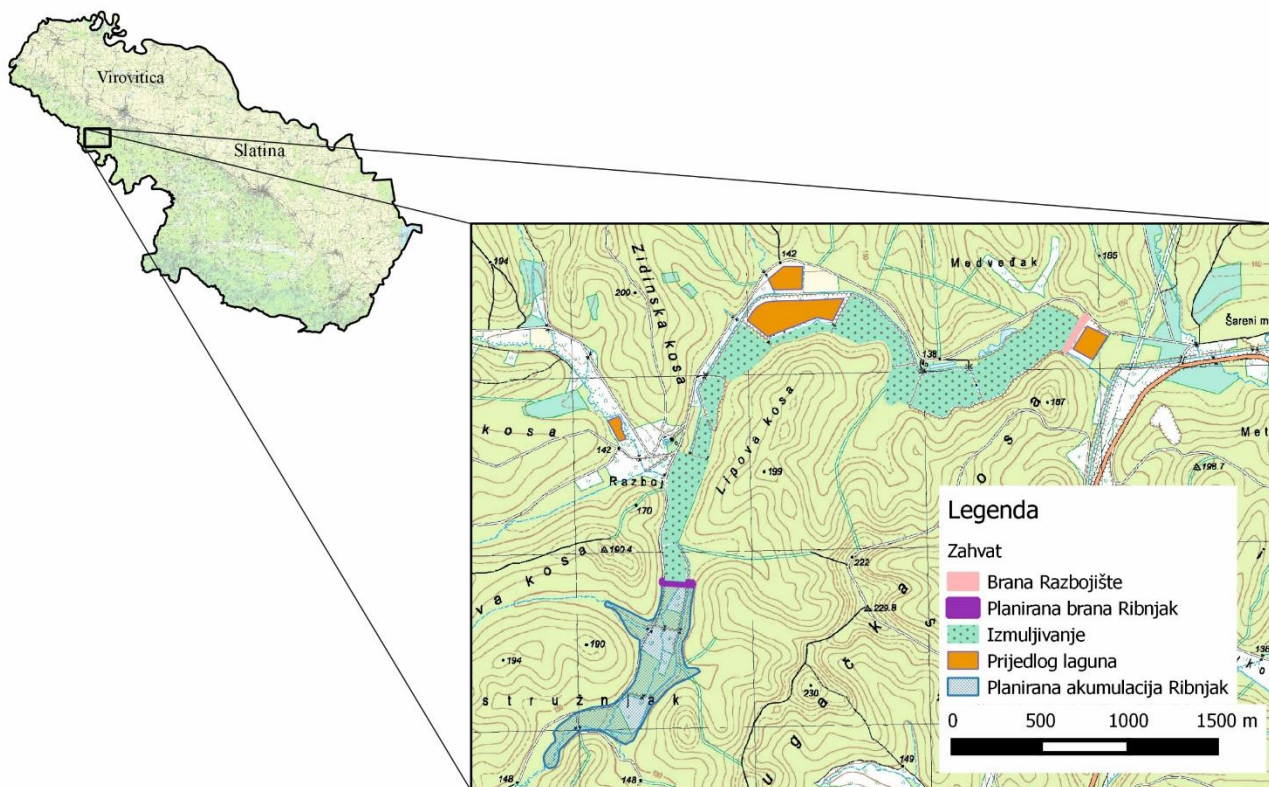 Virovitica
Slatina
194
142
Medveđak
185
Zidinska kosa
200
Šareni m
138
187
kosa
142
Razboj
Lipova kosa
199
Met
198.7
170
190.4
va kosa
222
229.8
190
194
230
stružnjak
148
148
149
138
Legenda
Zahvat
Brana Razbojište
Planirana brana Ribnjak
Izmuljivanje
Prijedlog laguna
Planirana akumulacija Ribnjak
0 500 1000 1500 m